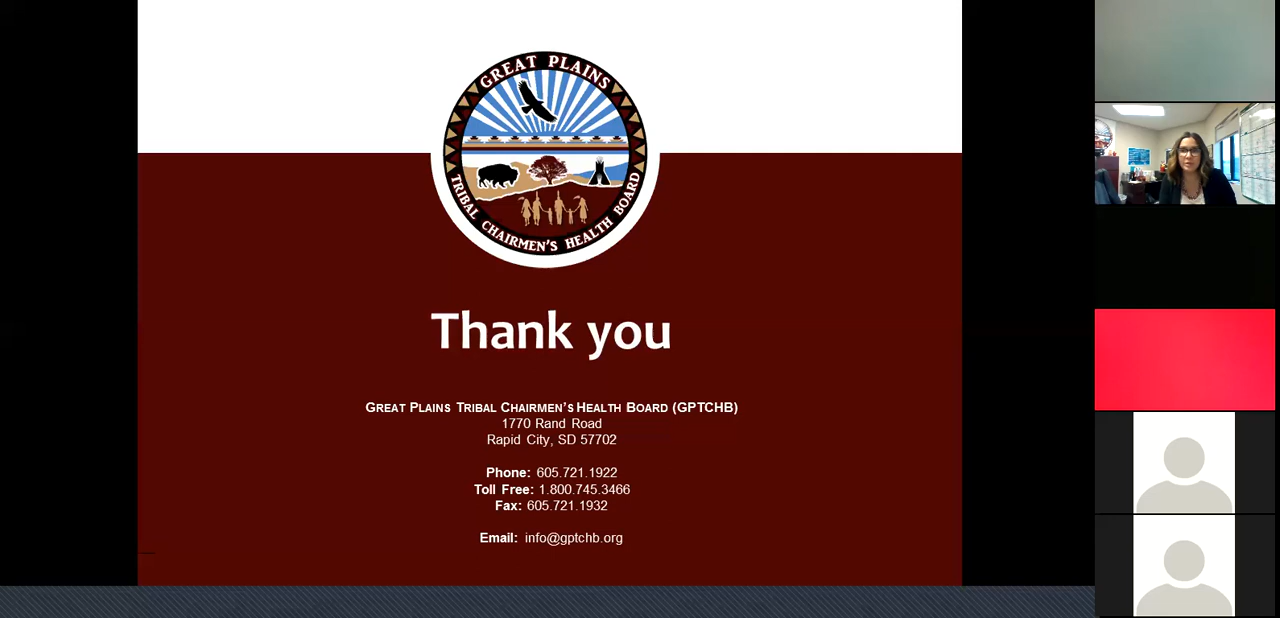 GREAT PLAINS
TRIBAL CHAIRMEN'S HEALTH BOARD
Thank you
GREAT PLAINS TRIBAL CHAIRMEN'S HEALTH BOARD (GPTCHB)
1770 Rand Road
Rapid City, SD 57702
Phone: 605.721.1922
Toll Free: 1.800.745.3466
Fax: 605.721.1932
Email: info@gptchb.org